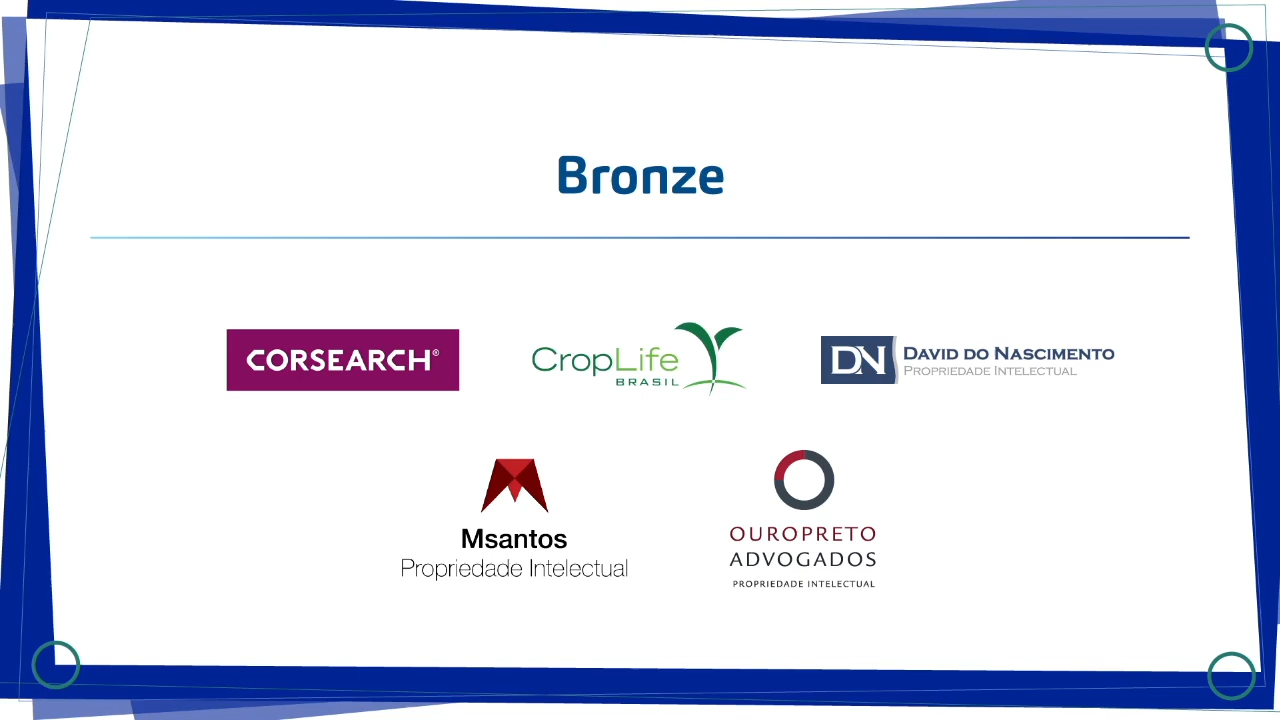 Bronze
CORSEARCH®
CropLife
BRASIL
DN
DAVID DO NASCIMENTO
PROPRIEDADE INTELECTUAL
Msantos
Propriedade Intelectual
OUROPRETO
ADVOGADOS
PROPRIEDADE INTELECTUAL